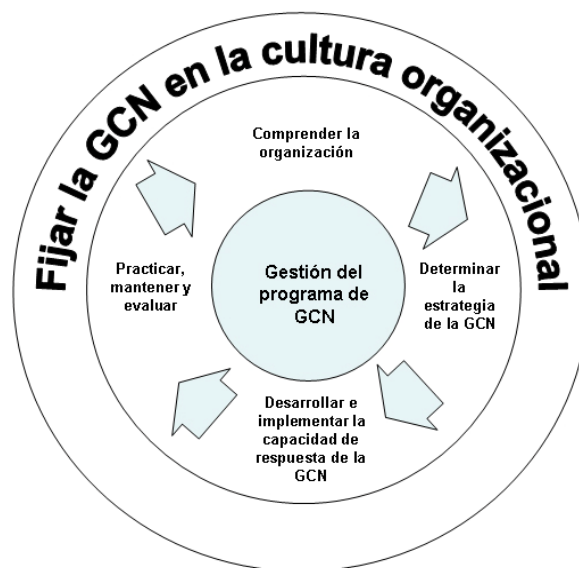 Fijar la GCN en la cultura organizacional
Comprender la
organización
Determinar
la
estrategia
de la GCN
Desarrollar e
implementar la
capacidad de
respuesta de la
GCN
Practicar,
mantener y
evaluar
Gestión del
programa de
GCN